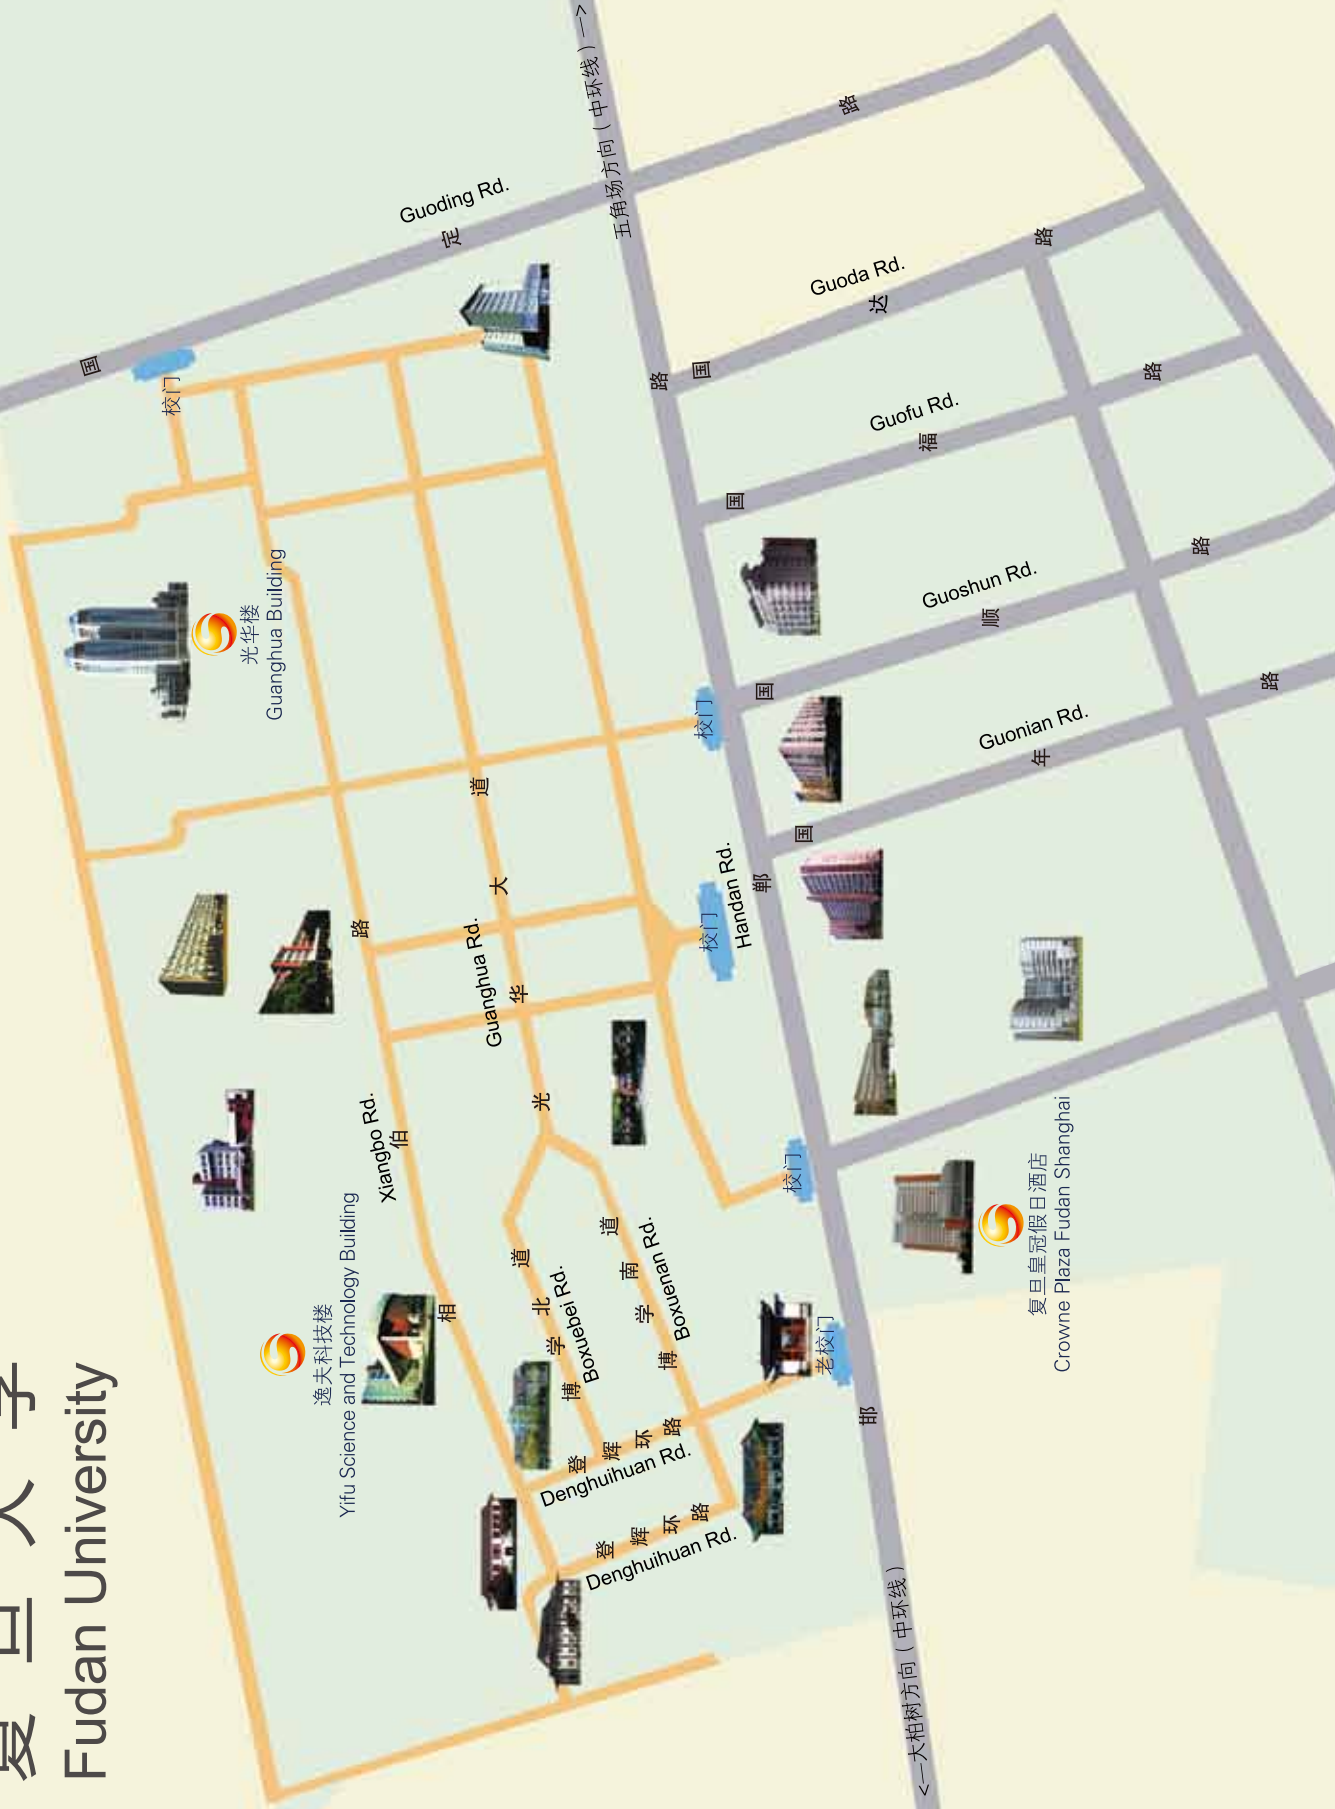 复旦大学
Fudan University
国定路
Guoding Rd.
校门
光华楼
Guanghua Building
五角场方向（中环线）—>
国达路
Guoda Rd.
国福路
Guofu Rd.
国顺路
Guoshun Rd.
国年路
Guonian Rd.
校门
光华大道
Guanghua Rd.
校门
Handan Rd.
邯郸路
相伯路
Xiangbo Rd.
校门
逸夫科技楼
Yifu Science and Technology Building
博学北道
Boxuebei Rd.
博学南道
Boxuenan Rd.
老校门
复旦皇冠假日酒店
Crowne Plaza Fudan Shanghai
登辉环路
Denghuihuan Rd.
登辉环路
Denghuihuan Rd.
<—大柏树方向（中环线）